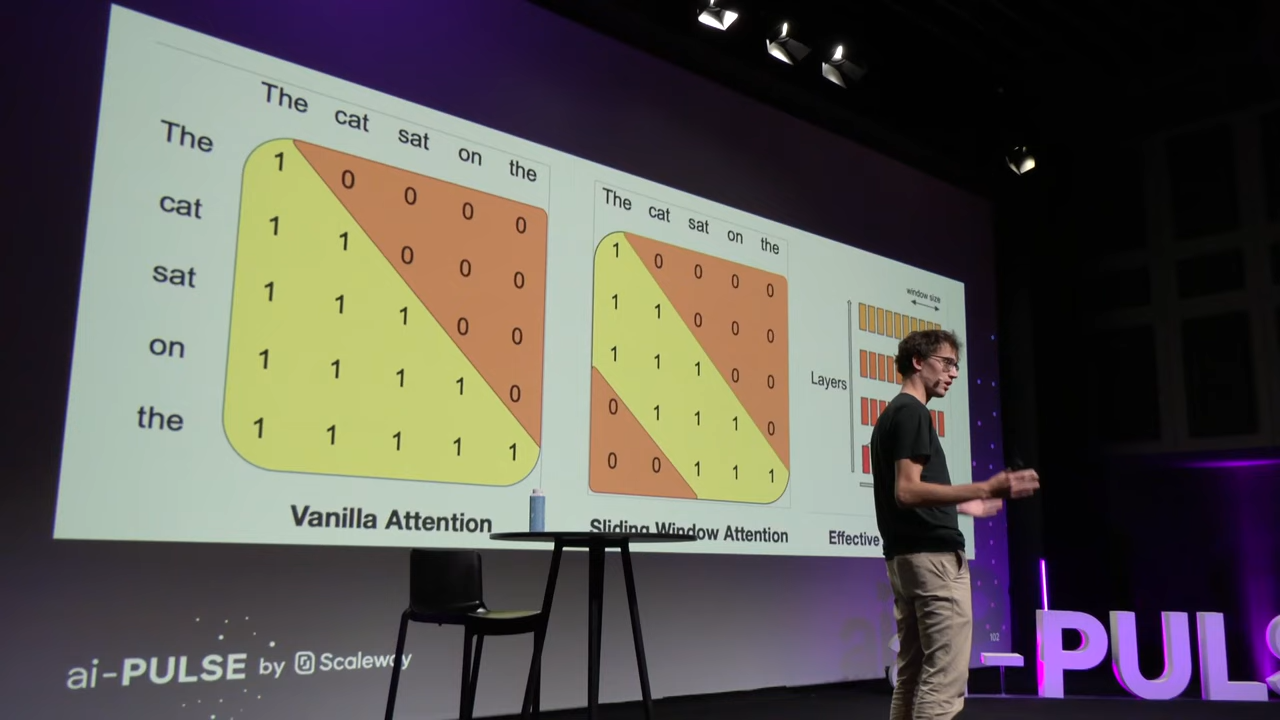 The cat sat on the
The 1 0 0 0 0
cat 1 1 0 0 0
sat 1 1 1 0 0
on 1 1 1 1 0
the 1 1 1 1 1
Vanilla Attention
The cat sat on the
1 0 0 0 0
1 1 0 0 0
1 1 1 0 0
0 1 1 1 0
0 0 1 1 1
Sliding Window Attention
window size
Layers
Effective
102
ai-PULSE by Scaleway
-PULS